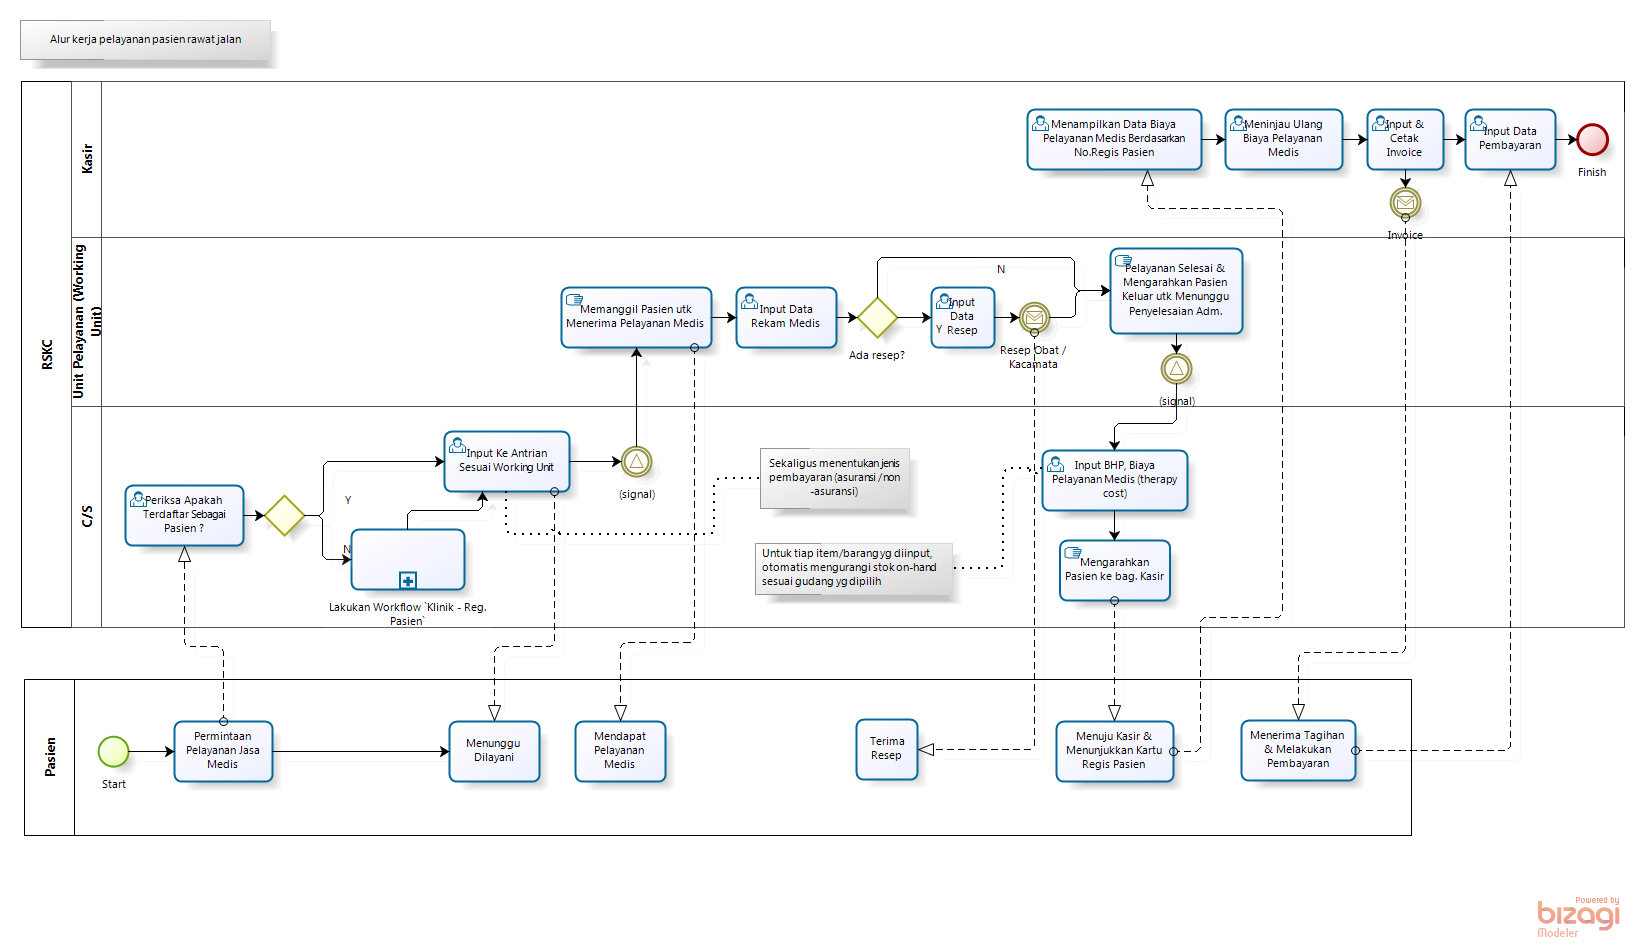 Alur kerja pelayanan pasien rawat jalan
RSKC
Kasir
Menampilkan Data Biaya
Pelayanan Medis Berdasarkan
No.Regis Pasien
Meninjau Ulang
Biaya Pelayanan
Medis
Input &
Cetak
Invoice
Input Data
Pembayaran
Finish
Invoice
Unit Pelayanan (Working
Unit)
Memanggil Pasien utk
Menerima Pelayanan Medis
Input Data
Rekam Medis
Ada resep?
N
Y
Input
Data
Resep
Resep Obat /
Kacamata
Pelayanan Selesai &
Mengarahkan Pasien
Keluar utk Menunggu
Penyelesaian Adm.
(signal)
C/S
Periksa Apakah
Terdaftar Sebagai
Pasien ?
Y
N
Lakukan Workflow `Klinik - Reg.
Pasien`
Input Ke Antrian
Sesuai Working Unit
(signal)
Sekaligus menentukan jenis
pembayaran (asuransi / non
-asuransi)
Untuk tiap item/barang yg diinput,
otomatis mengurangi stok on-hand
sesuai gudang yg dipilih
Input BHP, Biaya
Pelayanan Medis (therapy
cost)
Mengarahkan
Pasien ke bag. Kasir
Pasien
Start
Permintaan
Pelayanan Jasa
Medis
Menunggu
Dilayani
Mendapat
Pelayanan
Medis
Terima
Resep
Menuju Kasir &
Menunjukkan Kartu
Regis Pasien
Menerima Tagihan
& Melakukan
Pembayaran
Powered by
bizagi
Modeler